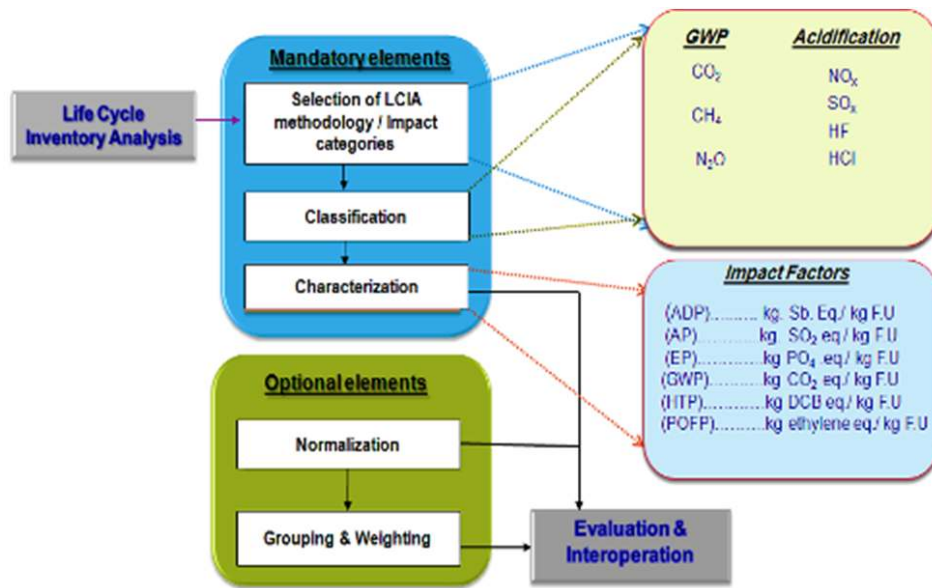 Life Cycle
Inventory Analysis
Mandatory elements
Selection of LCIA
methodology / Impact
categories
Classification
Characterization
Optional elements
Normalization
Grouping & Weighting
Evaluation &
Interoperation
GWP
CO₂
CH₄
N₂O
Acidification
NOₓ
SOₓ
HF
HCl
Impact Factors
(ADP)........... kg. Sb. Eq./ kg F.U
(AP)............. kg. SO₂ eq./ kg F.U
(EP)............. kg PO₄ .eq./ kg F.U
(GWP).......... kg CO₂ eq./ kg F.U
(HTP)........... kg DCB eq./ kg F.U
(POFP)..........kg ethylene eq./ kg F.U